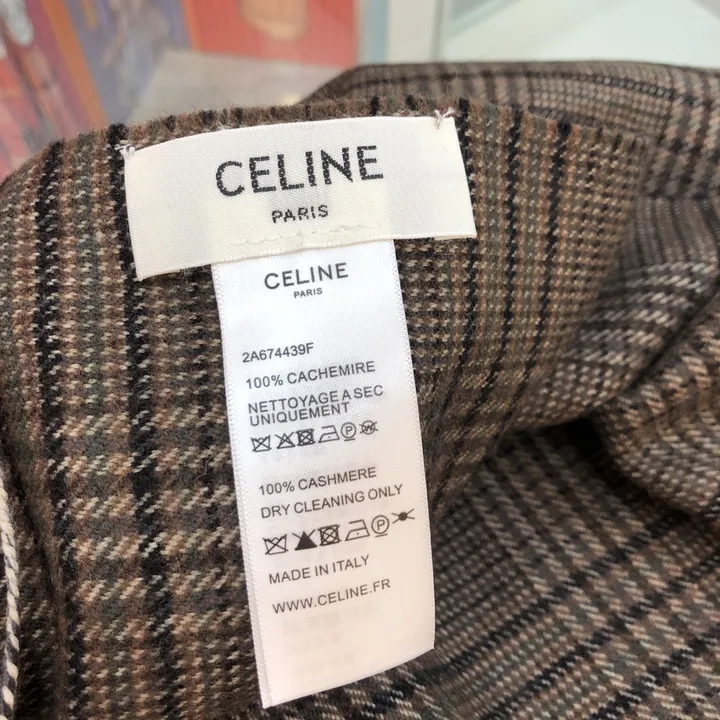 CELINE
PARIS
CELINE
PARIS
2A674439F
100% CACHEMIRE
NETTOYAGE A SEC
UNIQUEMENT
100% CASHMERE
DRY CLEANING ONLY
MADE IN ITALY
WWW.CELINE.FR